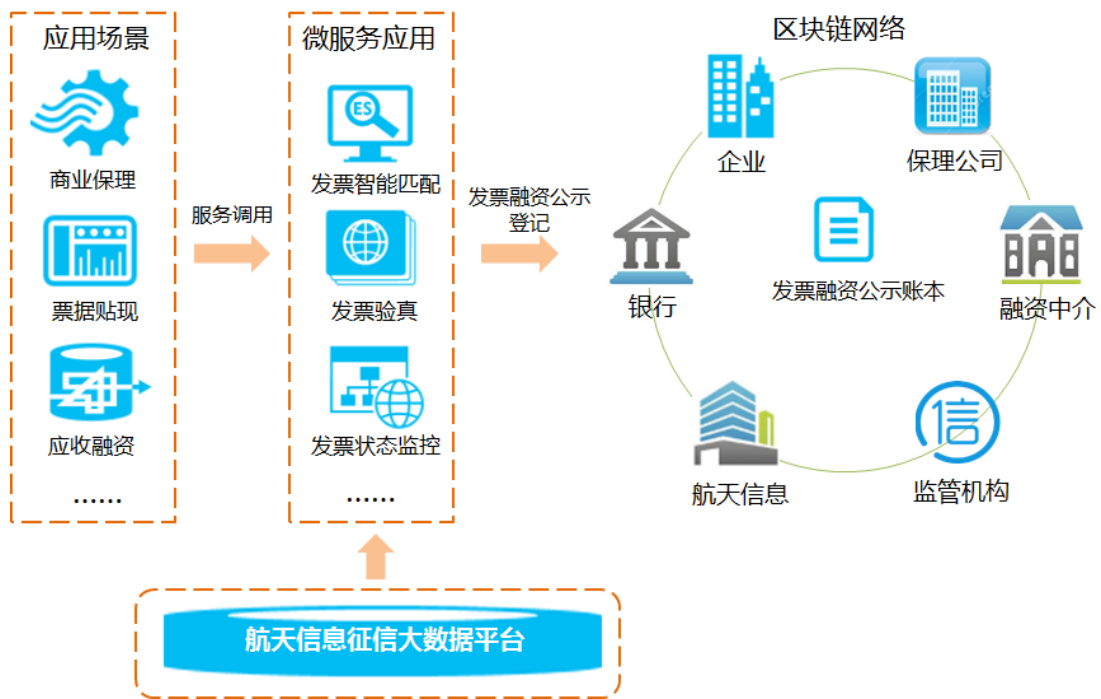 应用场景
商业保理
票据贴现
应收融资
……
服务调用
微服务应用
ES
发票智能匹配
发票验真
发票状态监控
……
发票融资公示
登记
区块链网络
企业
保理公司
银行
发票融资公示账本
融资中介
航天信息
信
监管机构
航天信息征信大数据平台